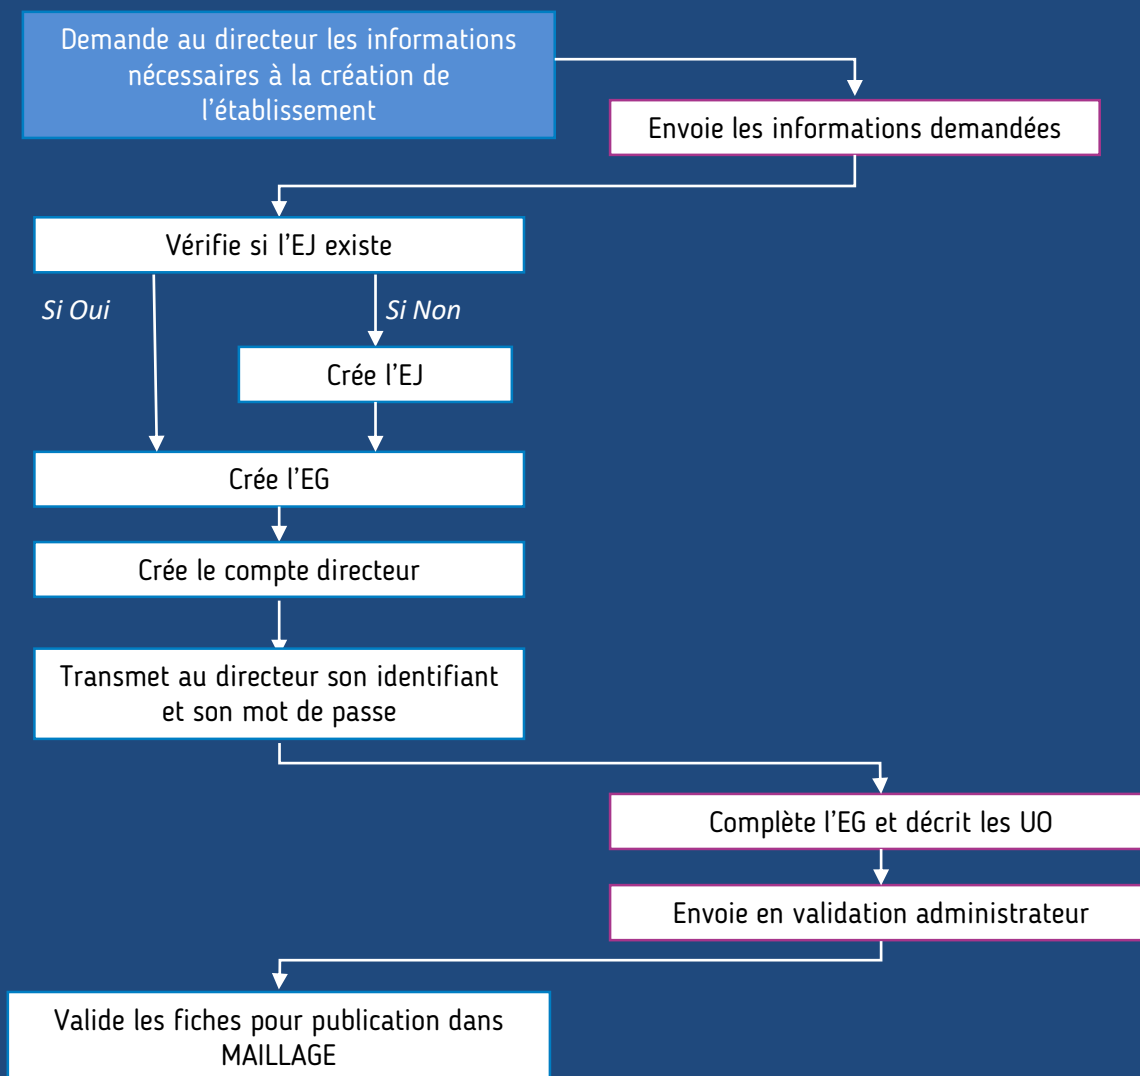 Demande au directeur les informations
nécessaires à la création de
l'établissement
Envoie les informations demandées
Vérifie si l'EJ existe
Si Oui
Si Non
Crée l'EJ
Crée l'EG
Crée le compte directeur
Transmet au directeur son identifiant
et son mot de passe
Complète l'EG et décrit les UO
Envoie en validation administrateur
Valide les fiches pour publication dans
MAILLAGE